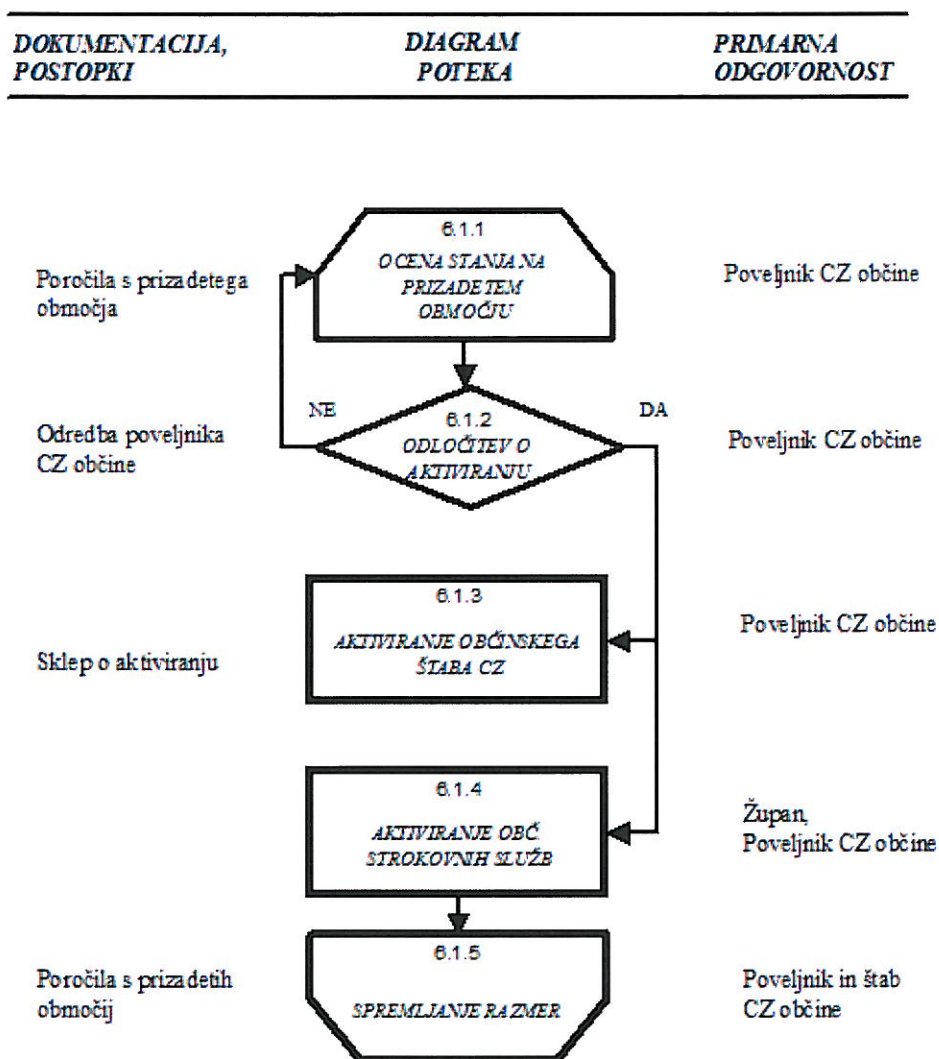 DOKUMENTACIJA,
POSTOPKI
DIAGRAM
POTEKA
PRIMARNA
ODGOVORNOST
6.1.1
OCENA STANJA NA
PRIZADETEM
OBMOČJU
Poročila s prizadetega
območja
Poveljnik CZ občine
NE
DA
6.1.2
ODLOČITEV O
AKTIVIRANJU
Odredba poveljnika
CZ občine
Poveljnik CZ občine
6.1.3
AKTIVIRANJE OBČINSKEGA
ŠTABA CZ
Sklep o aktiviranju
Poveljnik CZ občine
6.1.4
AKTIVIRANJE OBČ.
STROKOVNIH SLUŽB
Župan,
Poveljnik CZ občine
6.1.5
SPREMLJANJE RAZMER
Poročila s prizadetih
območij
Poveljnik in štab
CZ občine